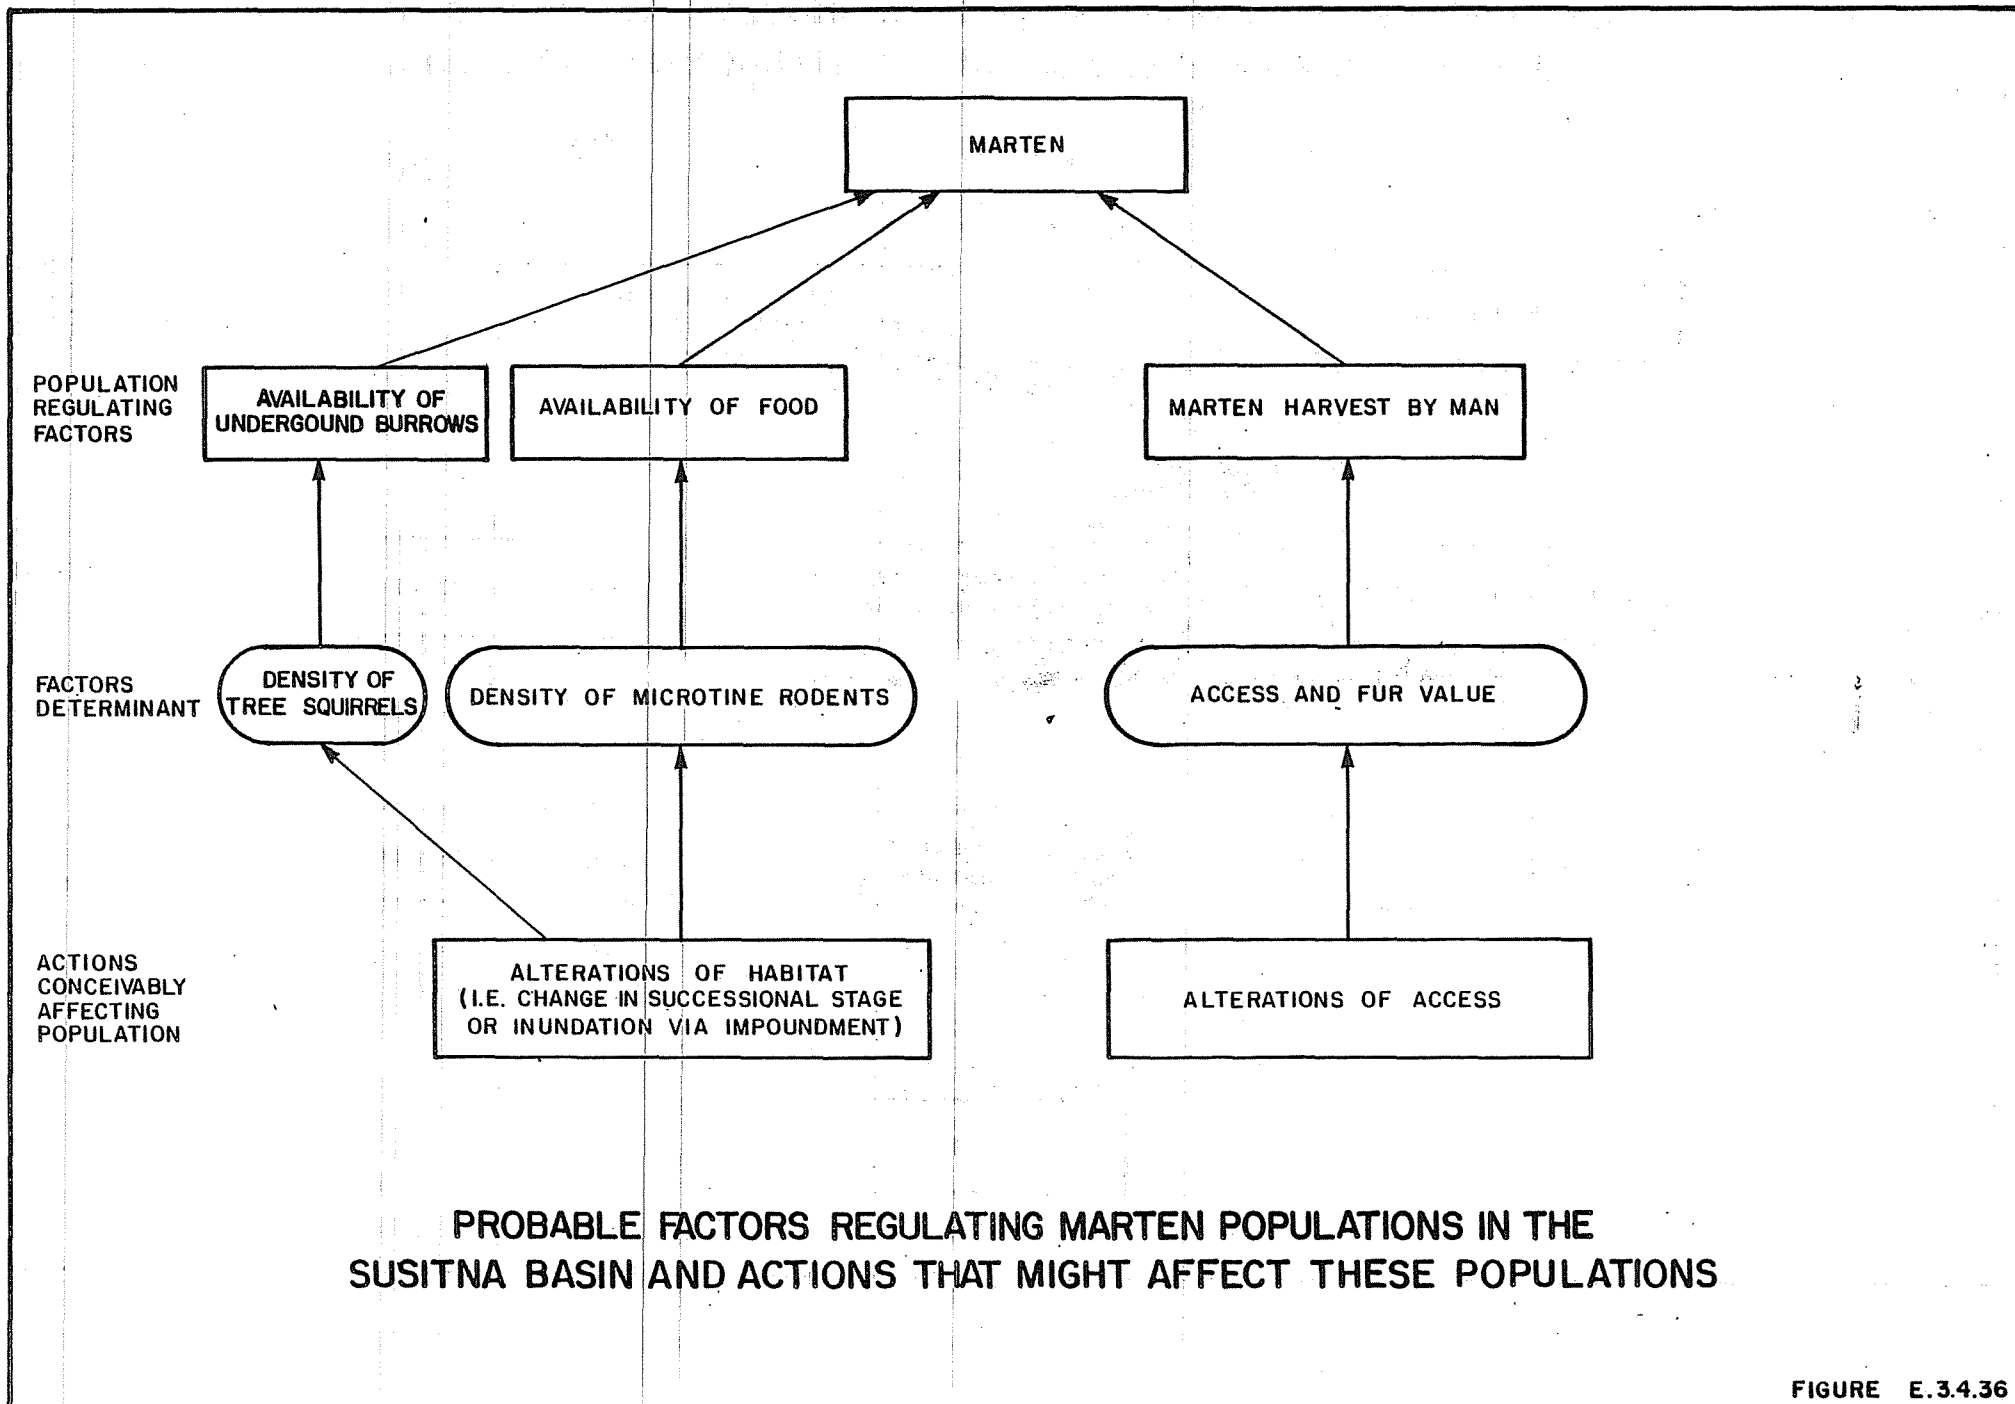 MARTEN
POPULATION
REGULATING
FACTORS
AVAILABILITY OF
UNDERGOUND BURROWS
AVAILABILITY OF FOOD
MARTEN HARVEST BY MAN
FACTORS
DETERMINANT
DENSITY OF
TREE SQUIRRELS
DENSITY OF MICROTINE RODENTS
ACCESS AND FUR VALUE
ACTIONS
CONCEIVABLY
AFFECTING
POPULATION
ALTERATIONS OF HABITAT
(I.E. CHANGE IN SUCCESSIONAL STAGE
OR INUNDATION VIA IMPOUNDMENT)
ALTERATIONS OF ACCESS
PROBABLE FACTORS REGULATING MARTEN POPULATIONS IN THE
SUSITNA BASIN AND ACTIONS THAT MIGHT AFFECT THESE POPULATIONS
FIGURE E.3.4.36